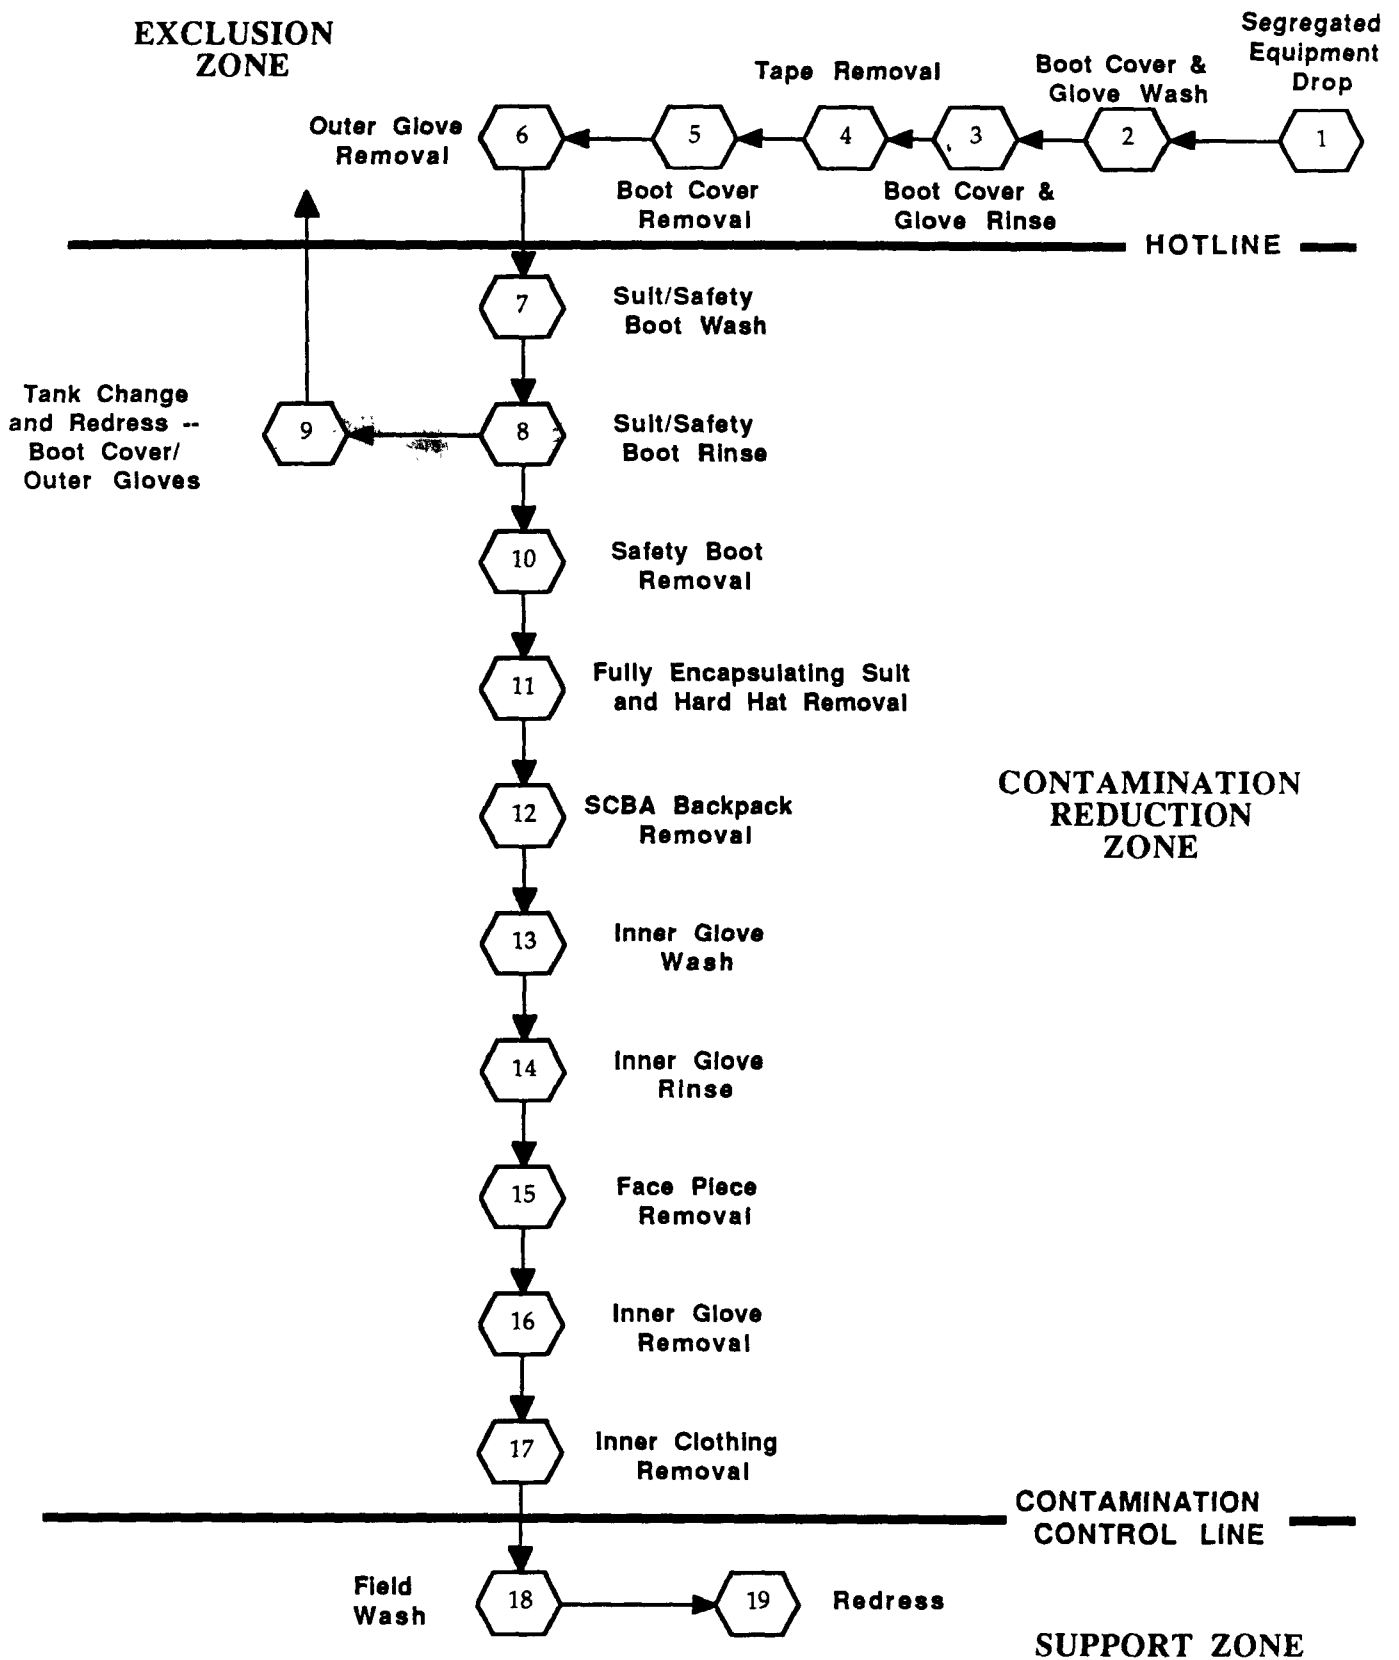 EXCLUSION
ZONE
Segregated
Equipment
Drop
Boot Cover &
Glove Wash
Tape Removal
Outer Glove
Removal
6
5
4
3
2
1
Boot Cover
Removal
Boot Cover &
Glove Rinse
HOTLINE
7
Suit/Safety
Boot Wash
Tank Change
and Redress --
Boot Cover/
Outer Gloves
9
8
Suit/Safety
Boot Rinse
10
Safety Boot
Removal
11
Fully Encapsulating Suit
and Hard Hat Removal
CONTAMINATION
REDUCTION
ZONE
12
SCBA Backpack
Removal
13
Inner Glove
Wash
14
Inner Glove
Rinse
15
Face Piece
Removal
16
Inner Glove
Removal
17
Inner Clothing
Removal
CONTAMINATION
CONTROL LINE
Field
Wash
18
19
Redress
SUPPORT ZONE